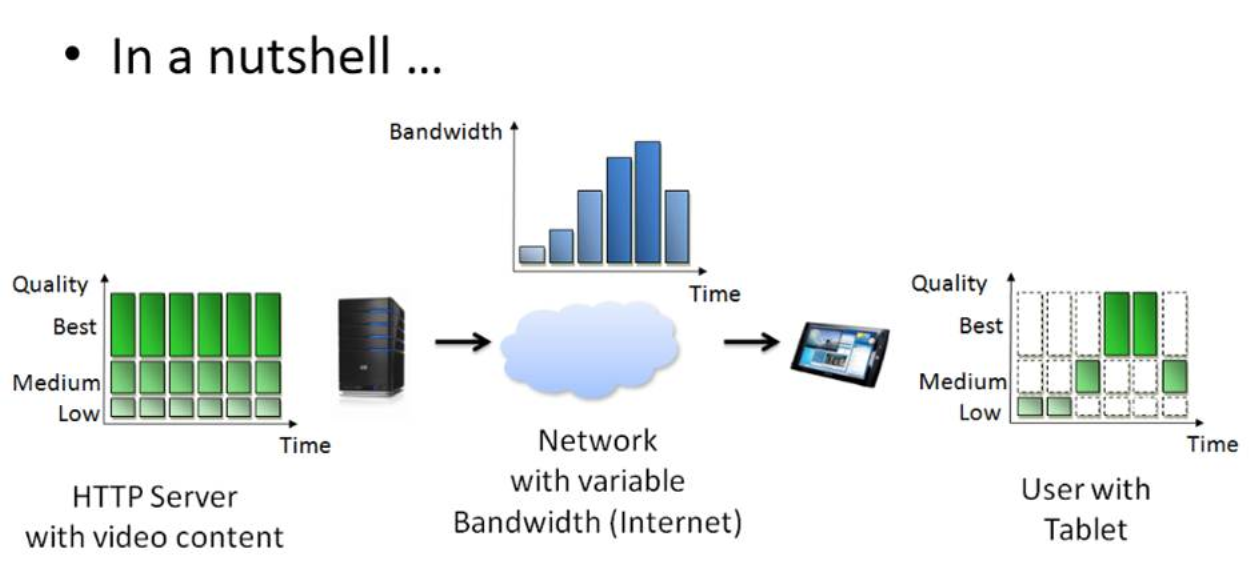 • In a nutshell ...
Bandwidth
Time
Quality
Best
Medium
Low
Time
HTTP Server
with video content
Network
with variable
Bandwidth (Internet)
Quality
Best
Medium
Low
Time
User with
Tablet